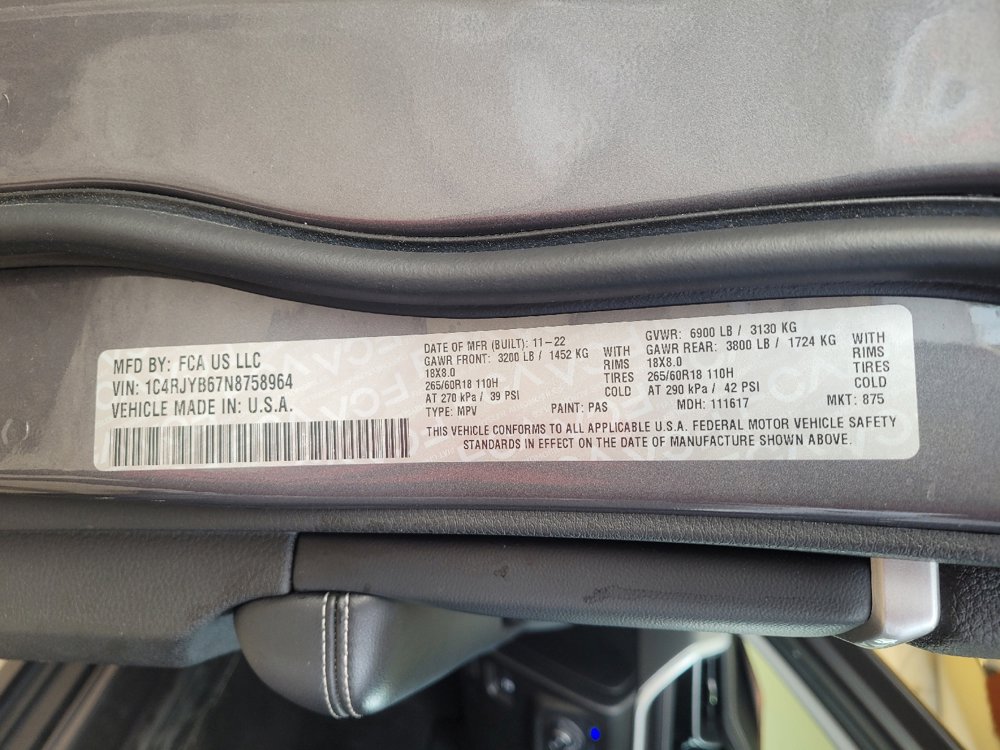 MFD BY: FCA US LLC
VIN: 1C4RJYB67N8758964
VEHICLE MADE IN: U.S.A.
DATE OF MFR (BUILT): 11-22
GAWR FRONT: 3200 LB / 1452 KG
18X8.0
265/60R18 110H
AT 270 kPa / 39 PSI
TYPE: MPV
WITH
RIMS
TIRES
COLD
PAINT: PAS
GVWR: 6900 LB / 3130 KG
GAWR REAR: 3800 LB / 1724 KG
18X8.0
265/60R18 110H
AT 290 kPa / 42 PSI
MDH: 111617
WITH
RIMS
TIRES
COLD
MKT: 875
THIS VEHICLE CONFORMS TO ALL APPLICABLE U.S.A. FEDERAL MOTOR VEHICLE SAFETY
STANDARDS IN EFFECT ON THE DATE OF MANUFACTURE SHOWN ABOVE.